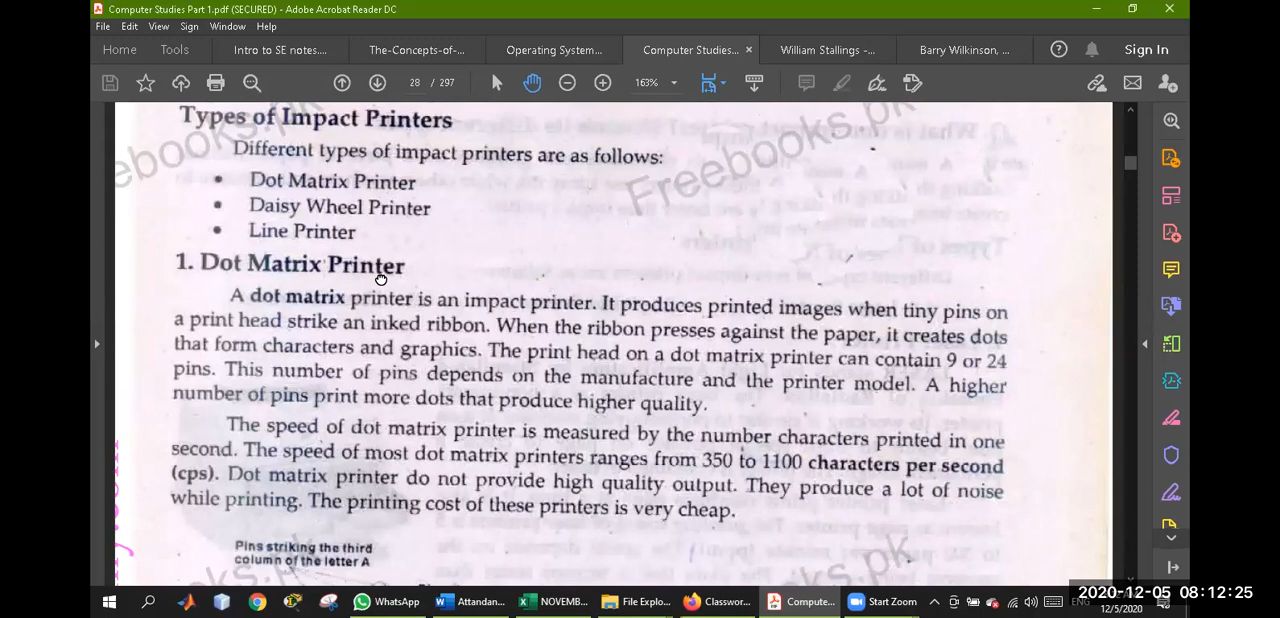 Computer Studies Part 1.pdf (SECURED) - Adobe Acrobat Reader DC
File Edit View Sign Window Help
Home Tools Intro to SE notes.... The-Concepts-of-... Operating System... Computer Studies... × William Stallings -... Barry Wilkinson, ... Sign In
28 / 297 163%
Types of Impact Printers
Different types of impact printers are as follows:
• Dot Matrix Printer
• Daisy Wheel Printer
• Line Printer
1. Dot Matrix Printer
A dot matrix printer is an impact printer. It produces printed images when tiny pins on
a print head strike an inked ribbon. When the ribbon presses against the paper, it creates dots
that form characters and graphics. The print head on a dot matrix printer can contain 9 or 24
pins. This number of pins depends on the manufacture and the printer model. A higher
number of pins print more dots that produce higher quality.
The speed of dot matrix printer is measured by the number characters printed in one
second. The speed of most dot matrix printers ranges from 350 to 1100 characters per second
(cps). Dot matrix printer do not provide high quality output. They produce a lot of noise
while printing. The printing cost of these printers is very cheap.
Pins striking the third
column of the letter A
Freebooks.pk
WhatsApp Attandan... NOVEMB... File Explo... Classwor... Compute... Start Zoom ENG
2020-12-05 08:12:25
12/5/2020